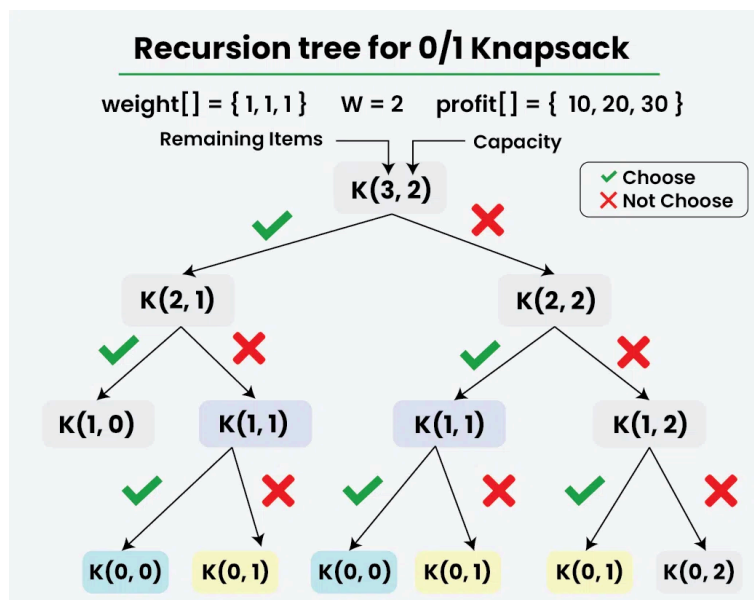 Recursion tree for 0/1 Knapsack
weight[] = { 1, 1, 1 } W = 2 profit[] = { 10, 20, 30 }
Remaining Items Capacity
K(3, 2)
Choose
Not Choose
K(2, 1) K(2, 2)
K(1, 0) K(1, 1) K(1, 1) K(1, 2)
K(0, 0) K(0, 1) K(0, 0) K(0, 1) K(0, 1) K(0, 2)